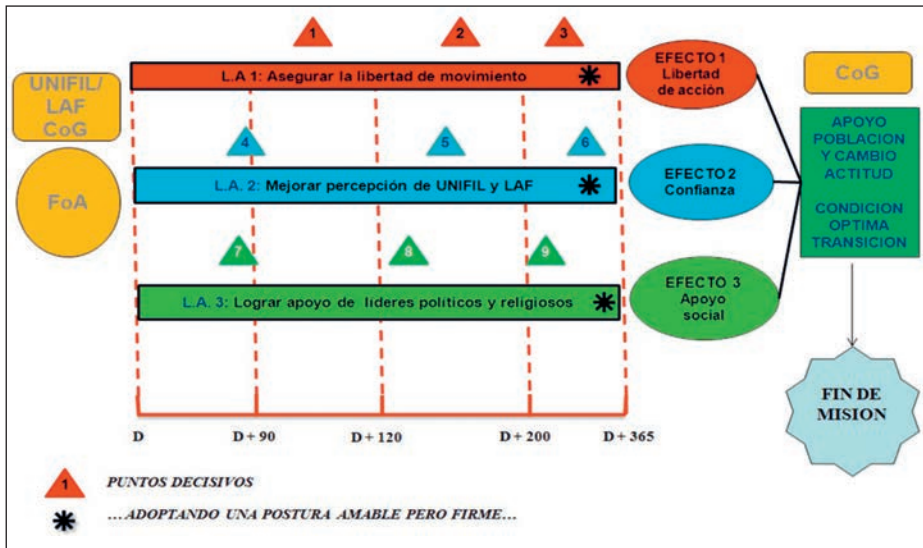 UNIFIL/
LAF
CoG
FoA
1
2
3
L.A 1: Asegurar la libertad de movimiento
4
5
6
L.A. 2: Mejorar percepción de UNIFIL y LAF
7
8
9
L.A. 3: Lograr apoyo de líderes políticos y religiosos
EFECTO 1
Libertad
de acción
EFECTO 2
Confianza
EFECTO 3
Apoyo
social
CoG
APOYO
POBLACION
Y CAMBIO
ACTITUD
CONDICION
OPTIMA
TRANSICION
FIN DE
MISION
D
D + 90
D + 120
D + 200
D + 365
1
PUNTOS DECISIVOS
…ADOPTANDO UNA POSTURA AMABLE PERO FIRME…